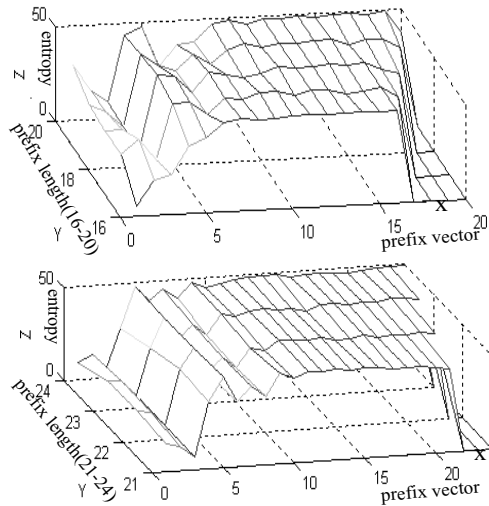 50
entropy
Z
0
20
18
16
prefix length(16-20)
Y
0
5
10
15
20
X
prefix vector
50
entropy
Z
0
24
23
22
21
prefix length(21-24)
Y
0
5
10
15
20
X
prefix vector